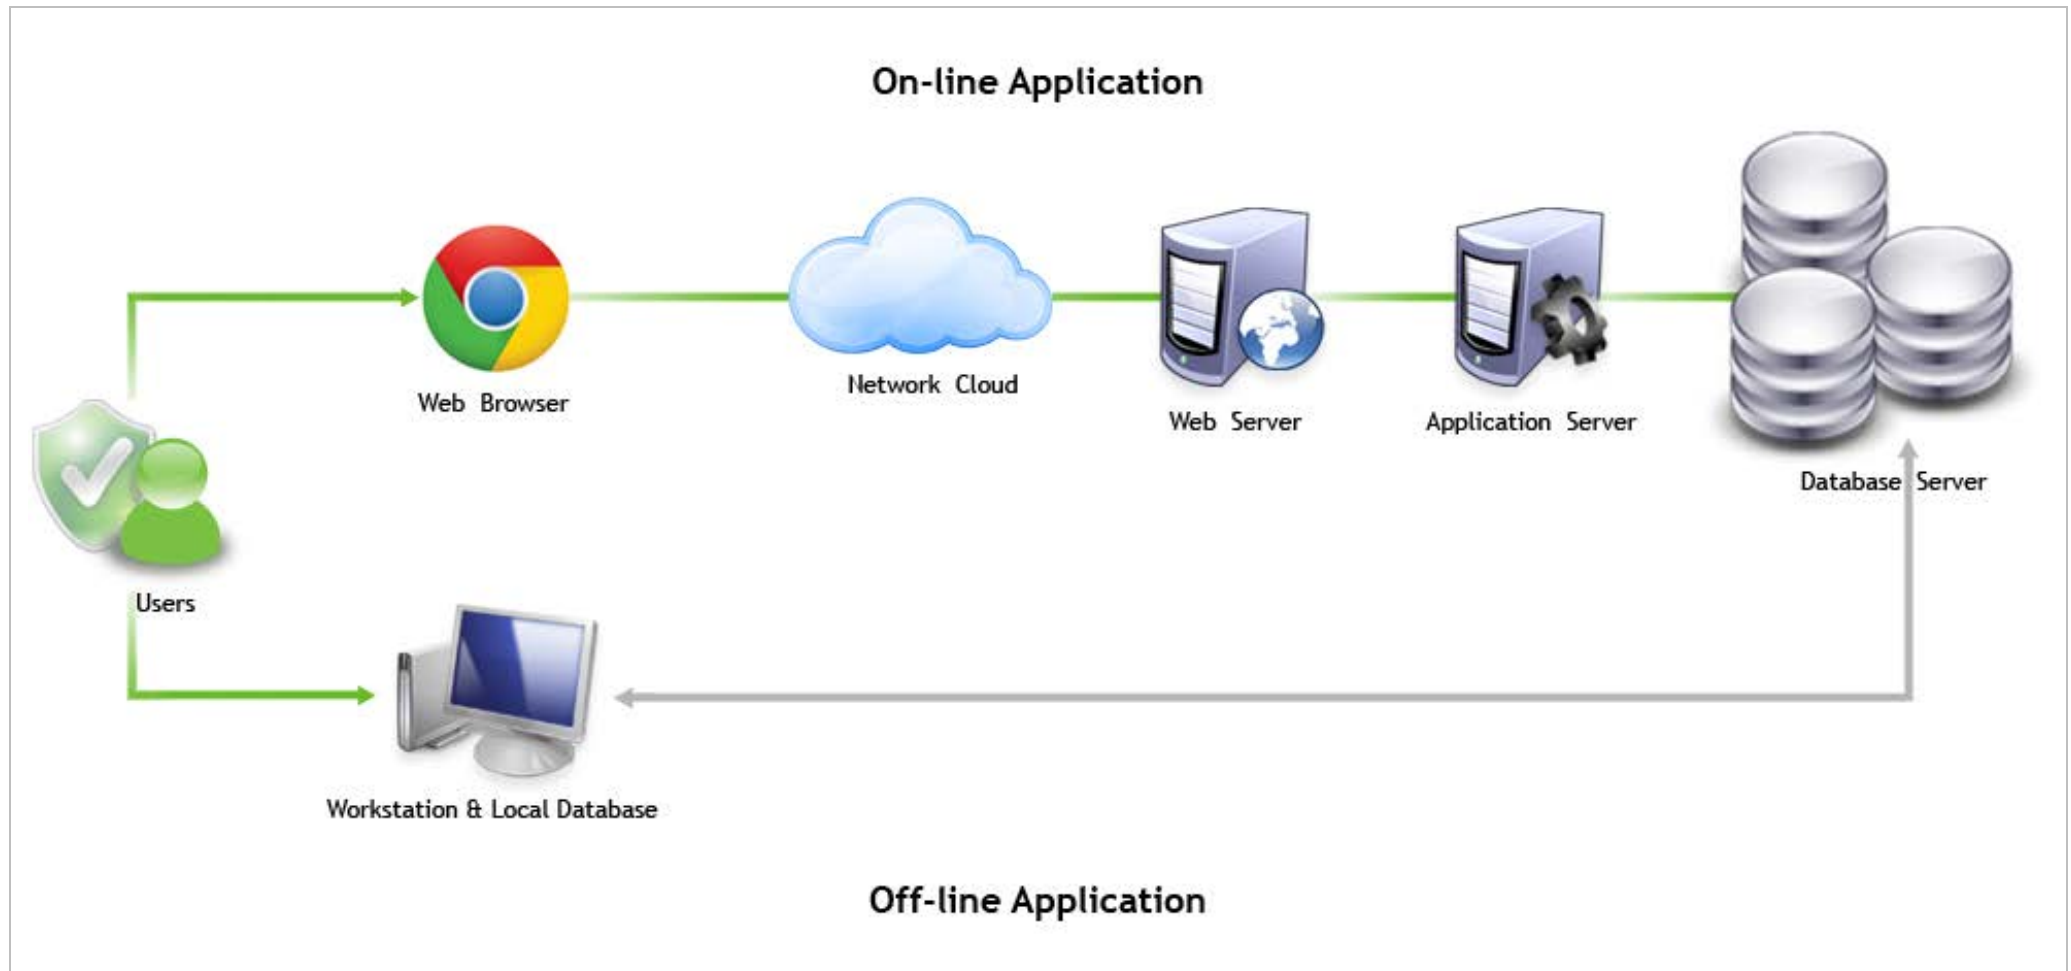 On-line Application
Web Browser
Network Cloud
Web Server
Application Server
Database Server
Users
Workstation & Local Database
Off-line Application